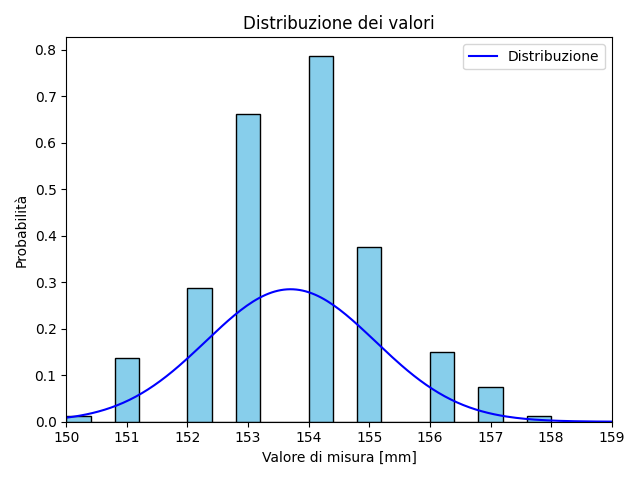 Distribuzione dei valori
Distribuzione
Probabilità
0.8
0.7
0.6
0.5
0.4
0.3
0.2
0.1
0.0
150 151 152 153 154 155 156 157 158 159
Valore di misura [mm]